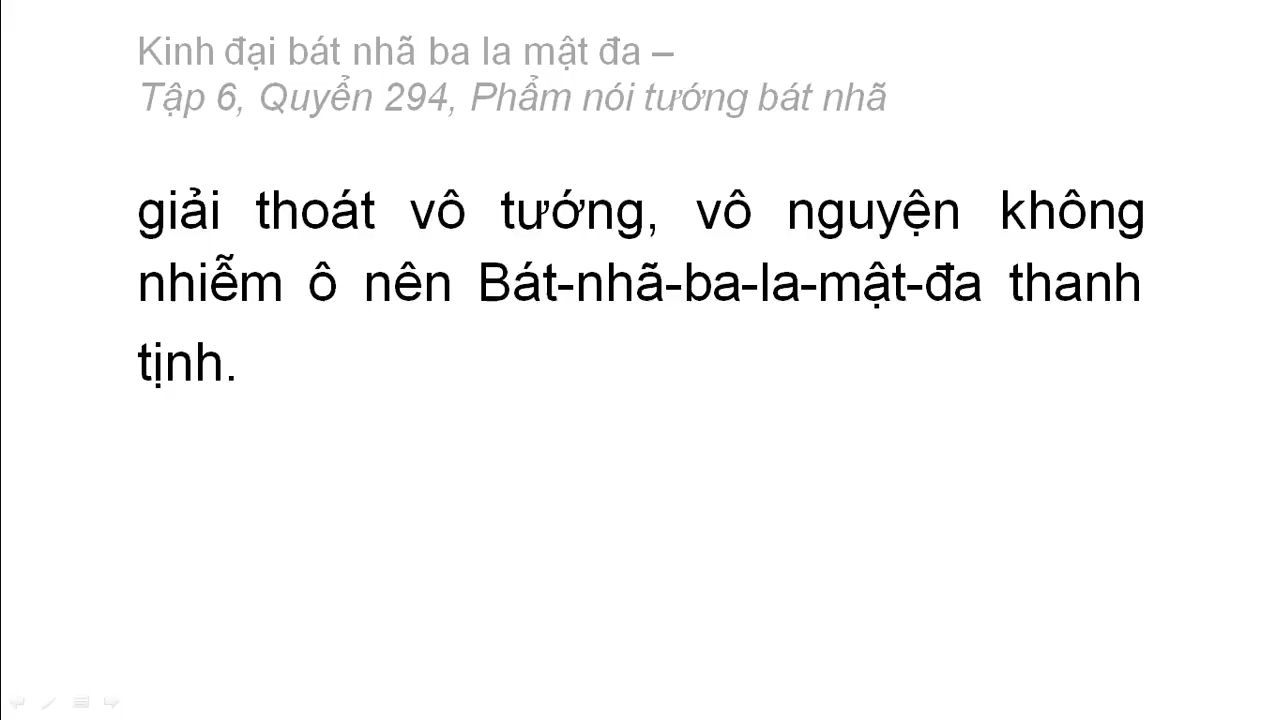 Kinh đại bát nhã ba la mật đa –
Tập 6, Quyển 294, Phẩm nói tướng bát nhã
giải thoát vô tướng, vô nguyện không
nhiễm ô nên Bát-nhã-ba-la-mật-đa thanh
tịnh.